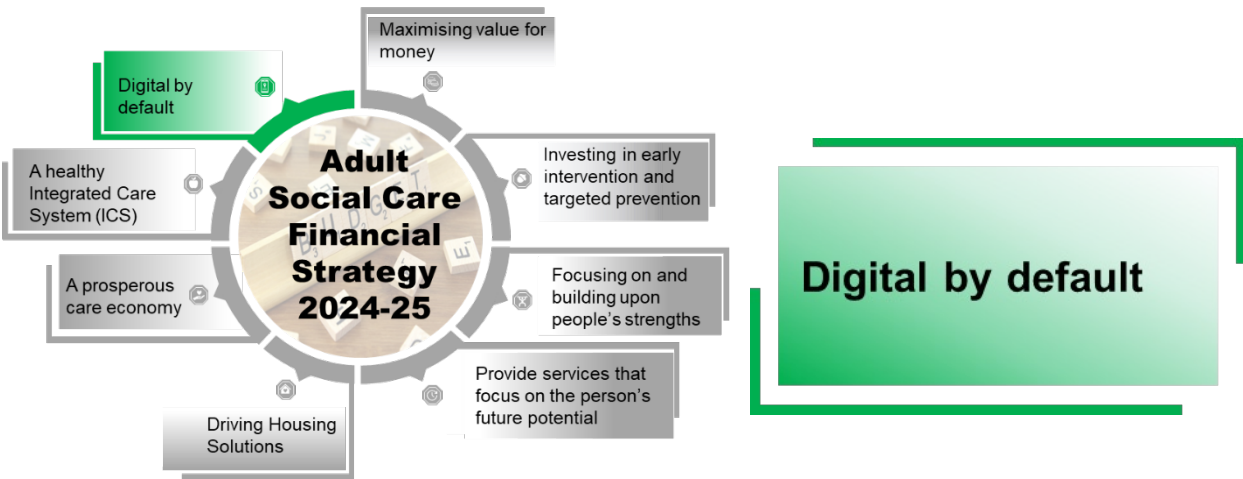 Maximising value for
money
Digital by
default
Investing in early
intervention and
targeted prevention
A healthy
Integrated Care
System (ICS)
Adult
Social Care
Financial
Strategy
2024-25
BUDGET
Focusing on and
building upon
people’s strengths
A prosperous
care economy
Provide services that
focus on the person’s
future potential
Driving Housing
Solutions
Digital by default